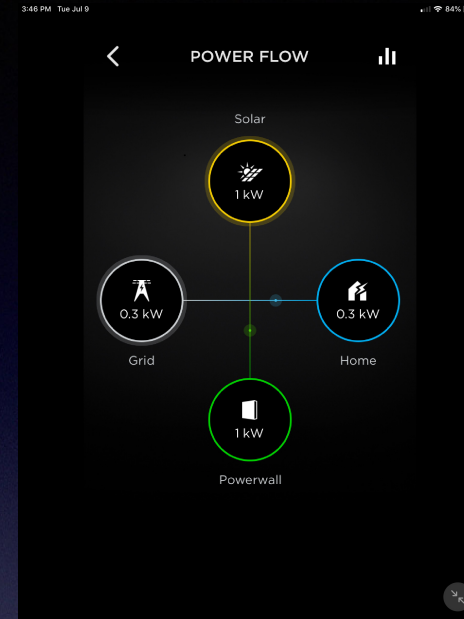 3:46 PM Tue Jul 9
84%
POWER FLOW
Solar
1 kW
0.3 kW
0.3 kW
Grid
Home
1 kW
Powerwall